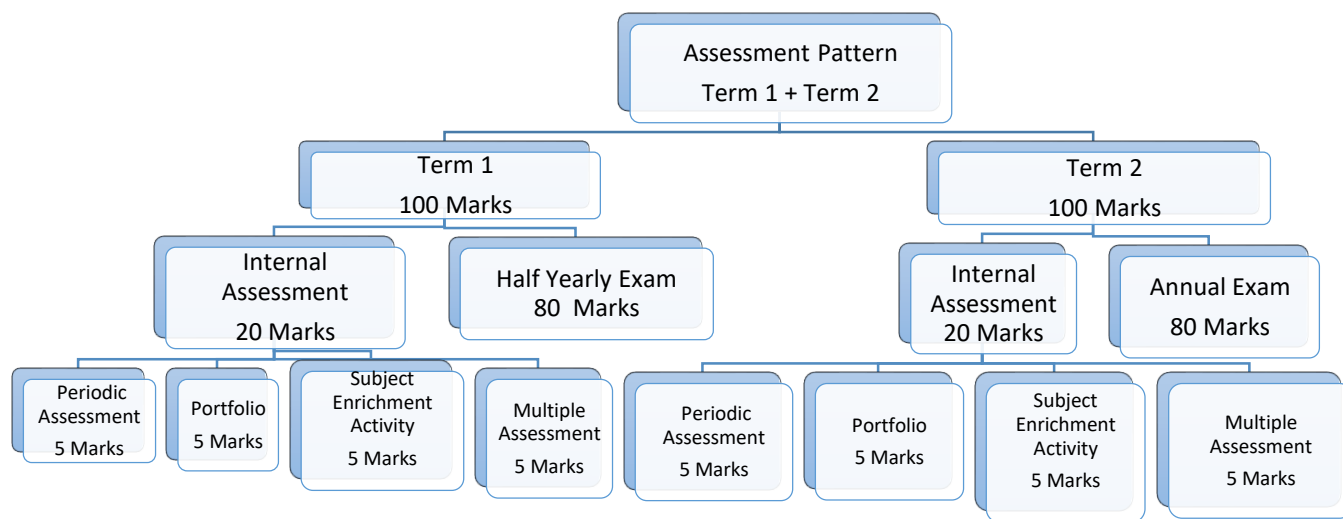 Assessment Pattern
Term 1 + Term 2
Term 1
100 Marks
Term 2
100 Marks
Internal
Assessment
20 Marks
Half Yearly Exam
80 Marks
Internal
Assessment
20 Marks
Annual Exam
80 Marks
Periodic
Assessment
5 Marks
Portfolio
5 Marks
Subject
Enrichment
Activity
5 Marks
Multiple
Assessment
5 Marks
Periodic
Assessment
5 Marks
Portfolio
5 Marks
Subject
Enrichment
Activity
5 Marks
Multiple
Assessment
5 Marks